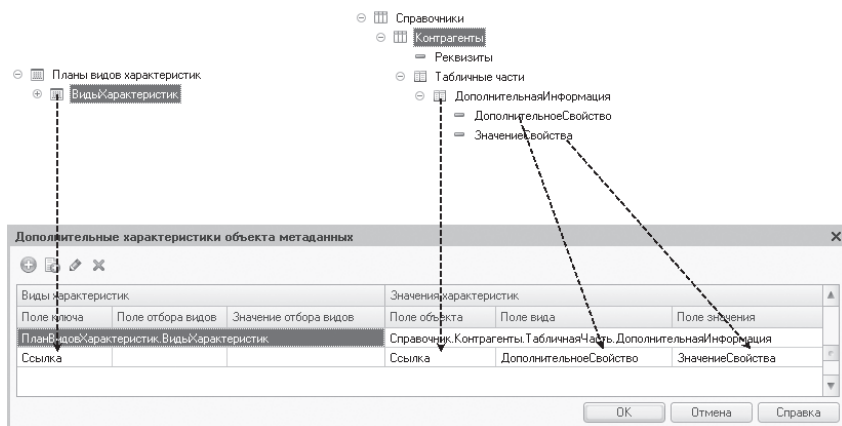 Справочники
Контрагенты
Реквизиты
Планы видов характеристик
Табличные части
ВидыХарактеристик
ДополнительнаяИнформация
ДополнительноеСвойство
ЗначениеСвойства
Дополнительные характеристики объекта метаданных
Виды характеристик
Значения характеристик
Поле ключа Поле отбора видов Значение отбора видов Поле объекта Поле вида Поле значения
ПланВидовХарактеристик.ВидыХарактеристик Справочник.Контрагенты.ТабличнаяЧасть.ДополнительнаяИнформация
Ссылка Ссылка ДополнительноеСвойство ЗначениеСвойства
OK Отмена Справка